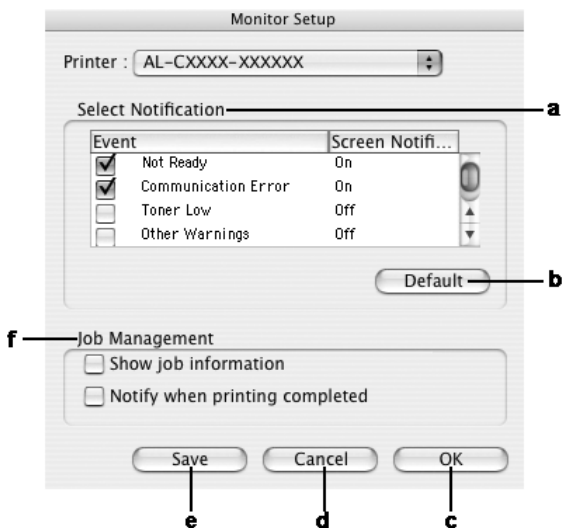 Monitor Setup
Printer : AL-CXXXX-XXXXXX
Select Notification a
Event Screen Notifi...
Not Ready On
Communication Error On
Toner Low Off
Other Warnings Off
Default b
f Job Management
Show job information
Notify when printing completed
Save Cancel OK
e d c